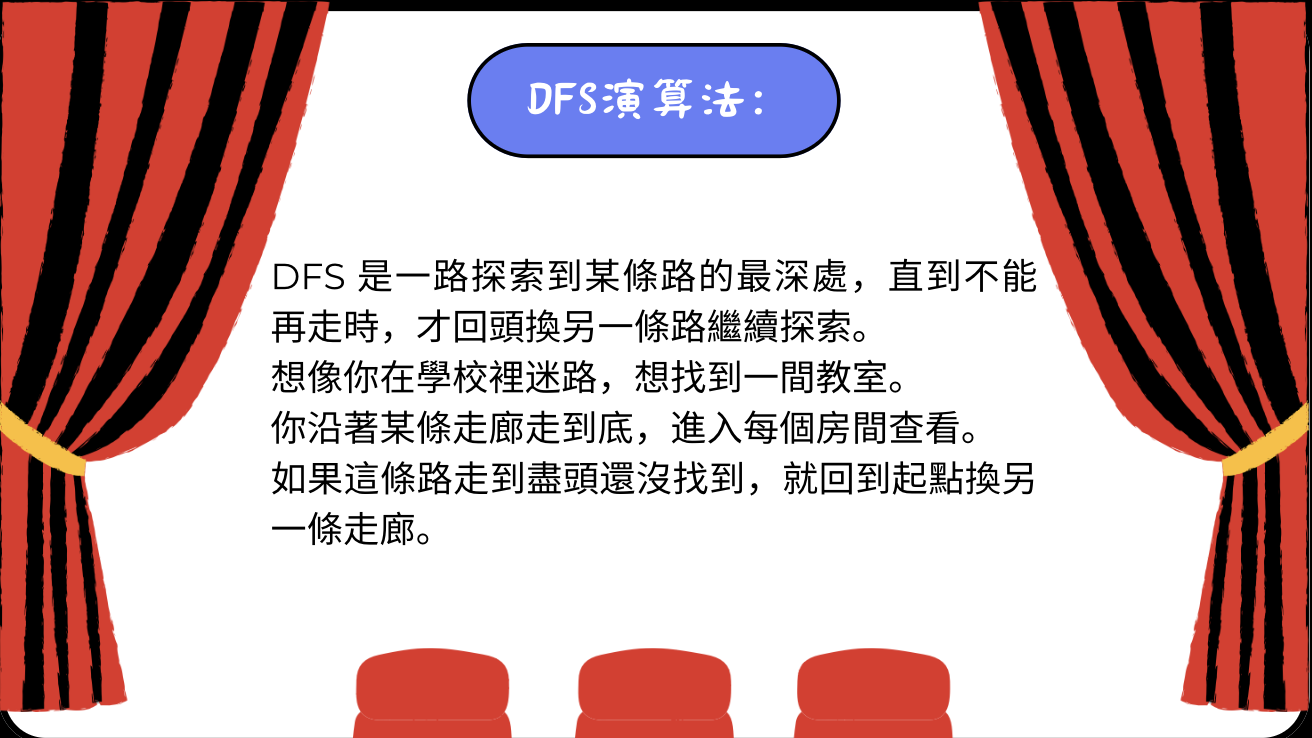 DFS演算法：
DFS 是一路探索到某條路的最深處，直到不能
再走時，才回頭換另一條路繼續探索。
想像你在學校裡迷路，想找到一間教室。
你沿著某條走廊走到底，進入每個房間查看。
如果這條路走到盡頭還沒找到，就回到起點換另
一條走廊。